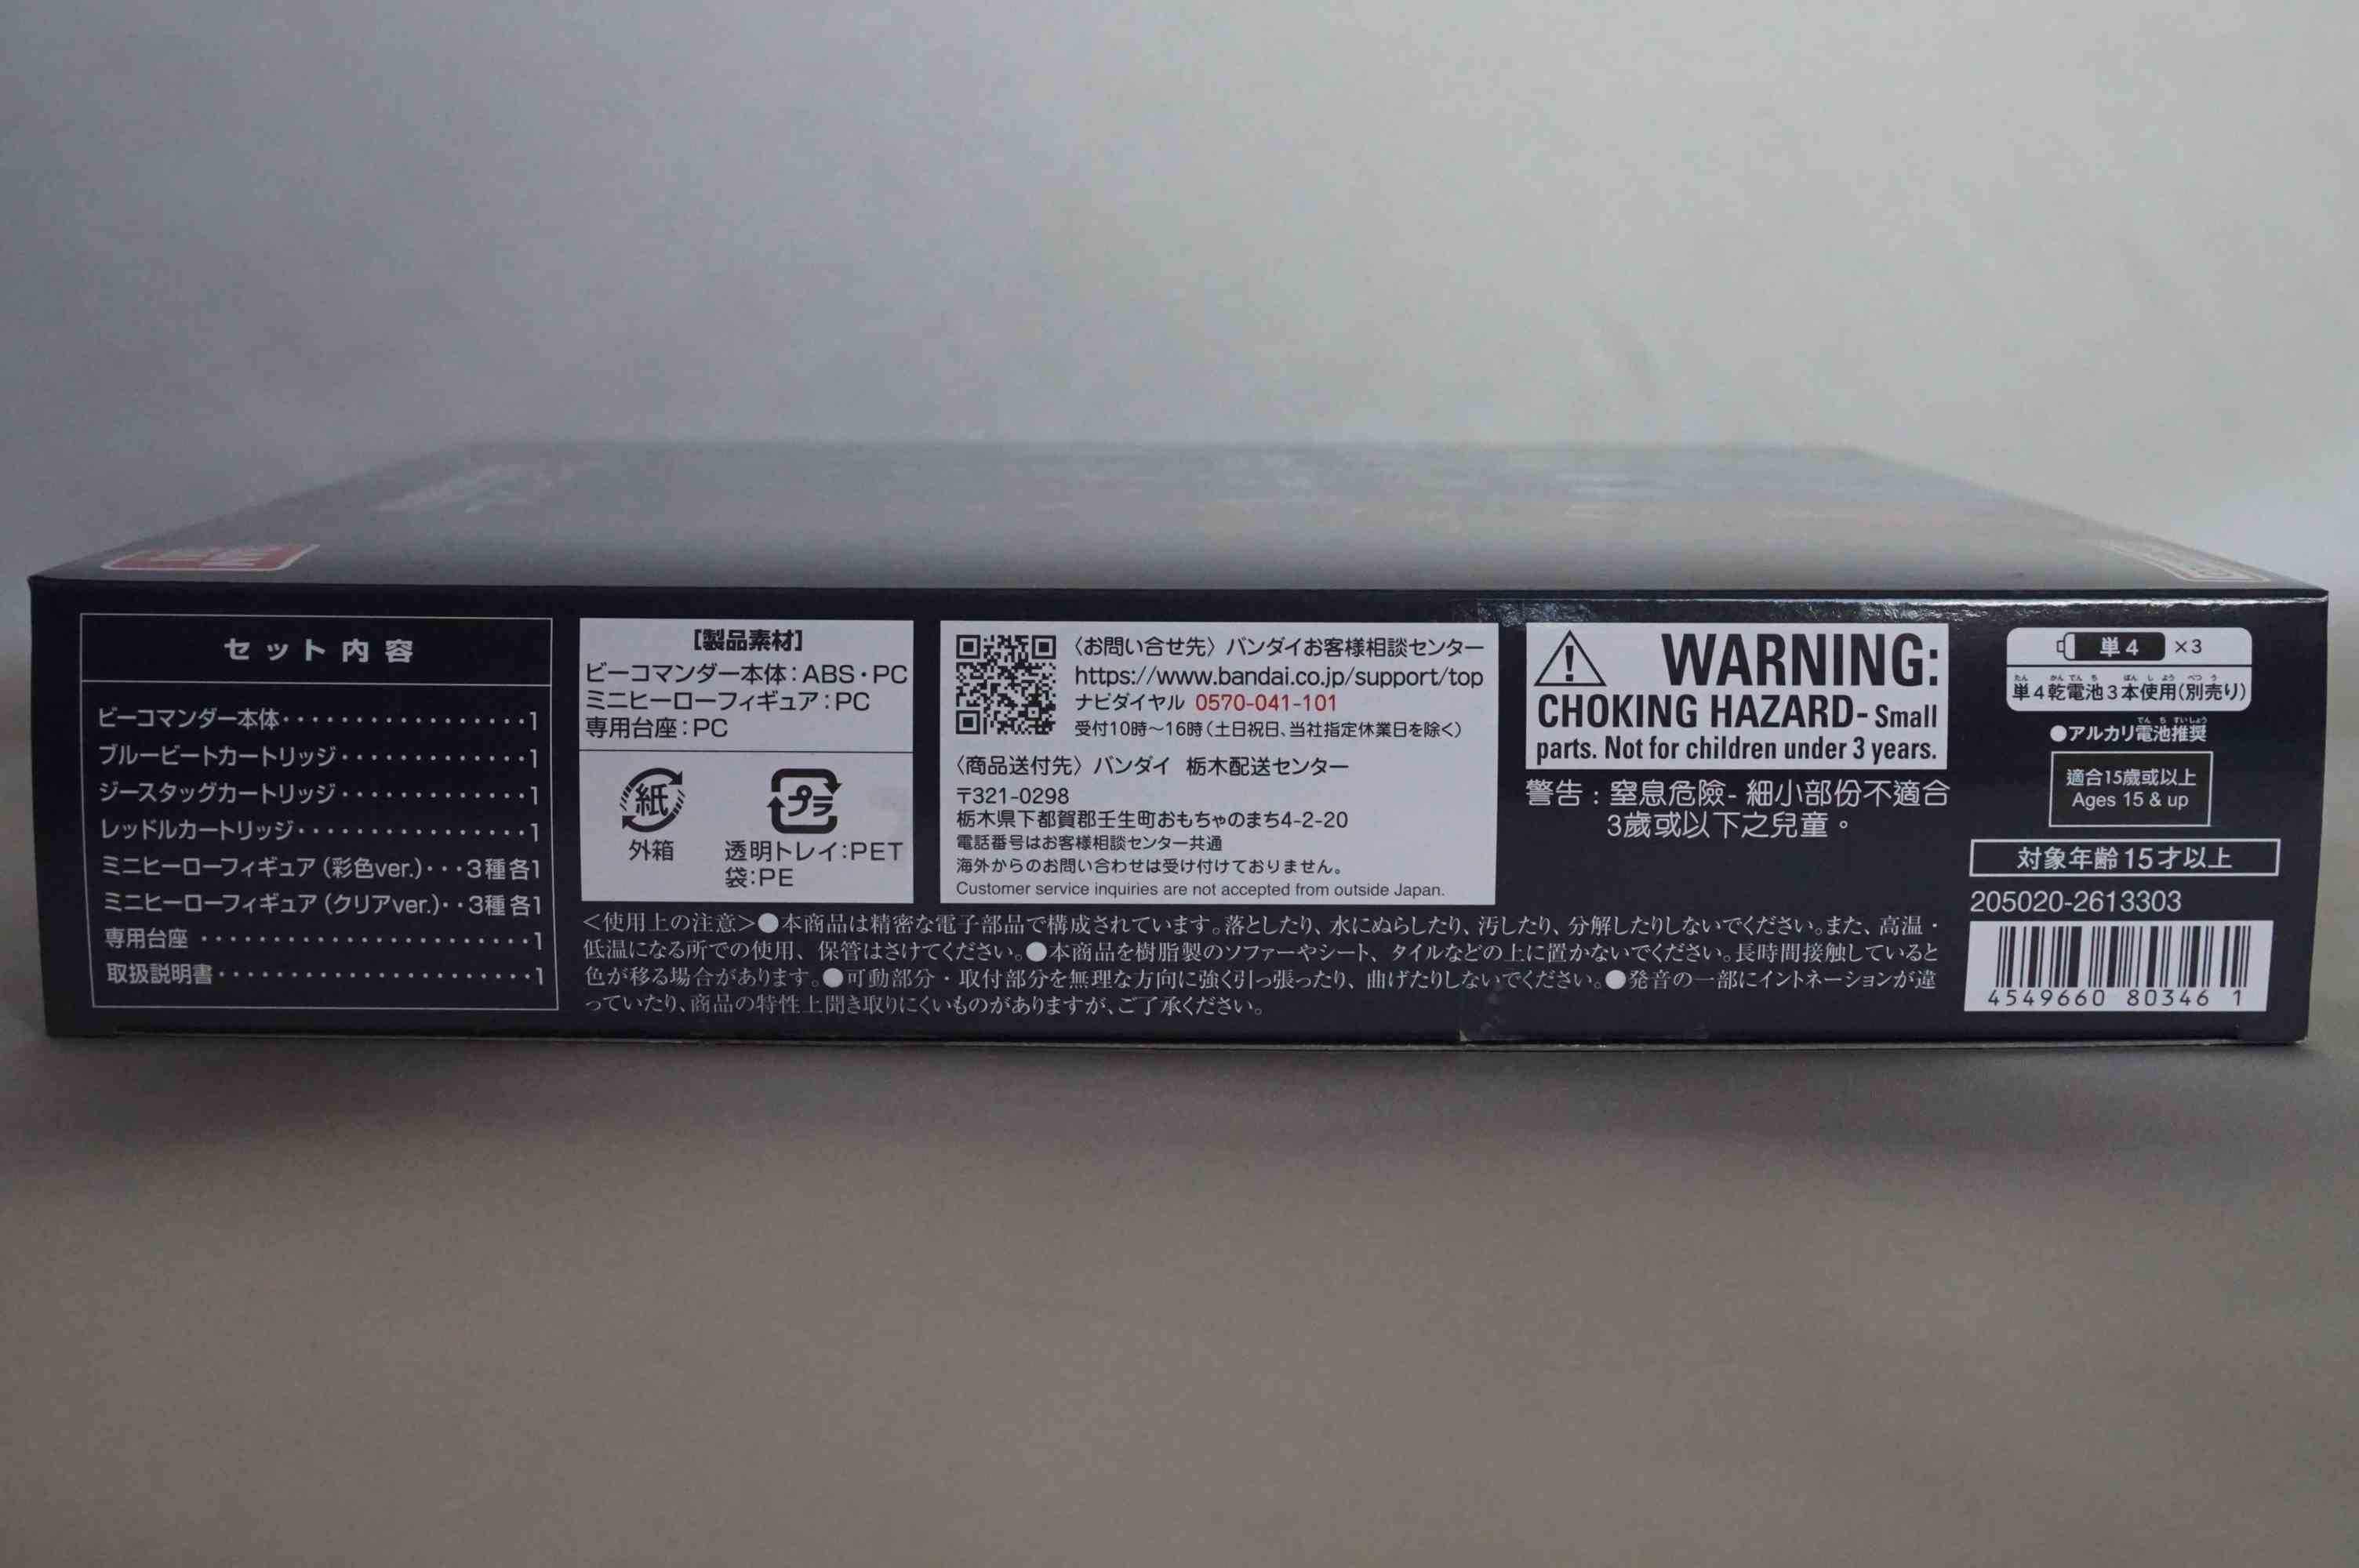 セット内容
ビーコマンダー本体・・・・・・・・・・・・・・・・・1
ブルービートカートリッジ・・・・・・・・・・・・・1
ジースタッグカートリッジ・・・・・・・・・・・・・1
レッドルカートリッジ・・・・・・・・・・・・・・・・1
ミニヒーローフィギュア(彩色ver.)・・・3種各1
ミニヒーローフィギュア(クリアver.)・・3種各1
専用台座・・・・・・・・・・・・・・・・・・・・・・・1
取扱説明書・・・・・・・・・・・・・・・・・・・・・・1
[製品素材]
ビーコマンダー本体:ABS・PC
ミニヒーローフィギュア:PC
専用台座:PC
紙
外箱
プラ
透明トレイ:PET
袋:PE
〈お問い合せ先〉バンダイお客様相談センター
https://www.bandai.co.jp/support/top
ナビダイヤル 0570-041-101
受付10時〜16時(土日祝日、当社指定休業日を除く)
〈商品送付先〉バンダイ 栃木配送センター
〒321-0298
栃木県下都賀郡壬生町おもちゃのまち4-2-20
電話番号はお客様相談センター共通
海外からのお問い合わせは受け付けておりません。
Customer service inquiries are not accepted from outside Japan.
<使用上の注意>●本商品は精密な電子部品で構成されています。落としたり、水にぬらしたり、汚したり、分解したりしないでください。また、高温・
低温になる所での使用、保管はさけてください。●本商品を樹脂製のソファーやシート、タイルなどの上に置かないでください。長時間接触していると
色が移る場合があります。●可動部分・取付部分を無理な方向に強く引っ張ったり、曲げたりしないでください。●発音の一部にイントネーションが違
っていたり、商品の特性上聞き取りにくいものがありますが、ご了承ください。
WARNING:
CHOKING HAZARD- Small
parts. Not for children under 3 years.
警告:窒息危險-細小部份不適合
3歲或以下之兒童。
単4 ×3
単4乾電池3本使用(別売り)
●アルカリ電池推奨
適合15歲或以上
Ages 15 & up
対象年齢15才以上
205020-2613303
4549660 80346 1